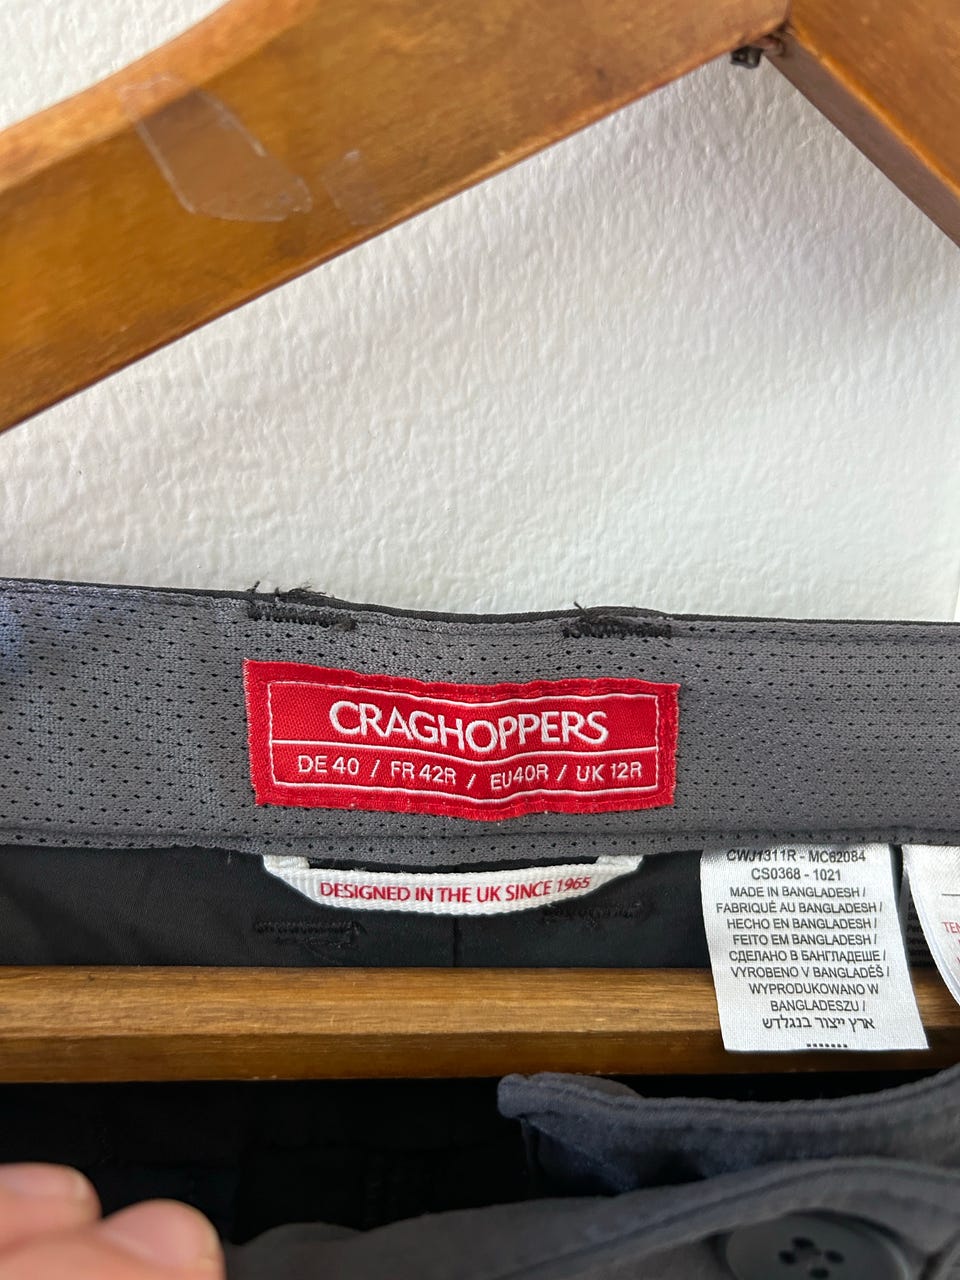 CRAGHOPPERS
DE 40 / FR 42R / EU 40R / UK 12R
DESIGNED IN THE UK SINCE 1965
CWJ1311R - MC62084
CS0368 - 1021
MADE IN BANGLADESH /
FABRIQUÉ AU BANGLADESH /
HECHO EN BANGLADESH /
FEITO EM BANGLADESH /
СДЕЛАНО В БАНГЛАДЕШЕ /
VYROBENO V BANGLADÉŠ /
WYPRODUKOWANO W
BANGLADESZU /
ארץ ייצור בנגלדש